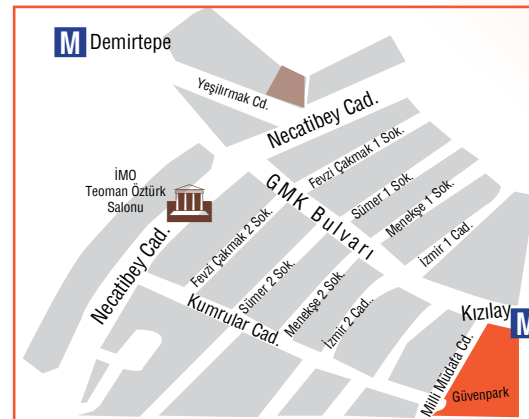 M Demirtepe
Yeşilırmak Cd.
Necatibey Cad.
Fevzi Çakmak 1 Sok.
GMK Bulvarı
Sümer 1 Sok.
Menekşe 1 Sok.
İzmir 1 Cad.
İMO
Teoman Öztürk
Salonu
Necatibey Cad.
Fevzi Çakmak 2 Sok.
Sümer 2 Sok.
Menekşe 2 Sok.
İzmir 2 Cad..
Kumrular Cad.
Kızılay M
Milli Müdafa Cd.
Güvenpark